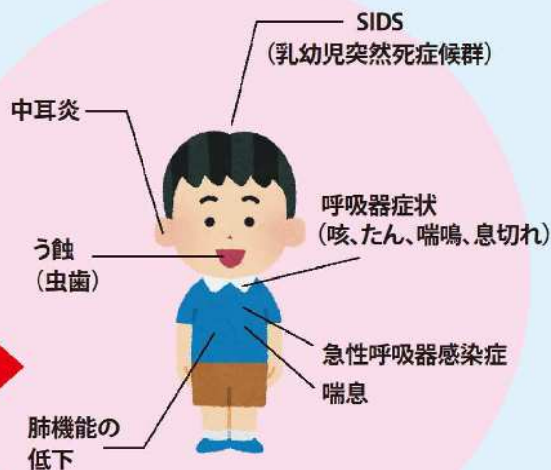 SIDS
(乳幼児突然死症候群)
中耳炎
呼吸器症状
(咳、たん、喘鳴、息切れ)
う蝕
(虫歯)
急性呼吸器感染症
喘息
肺機能の
低下